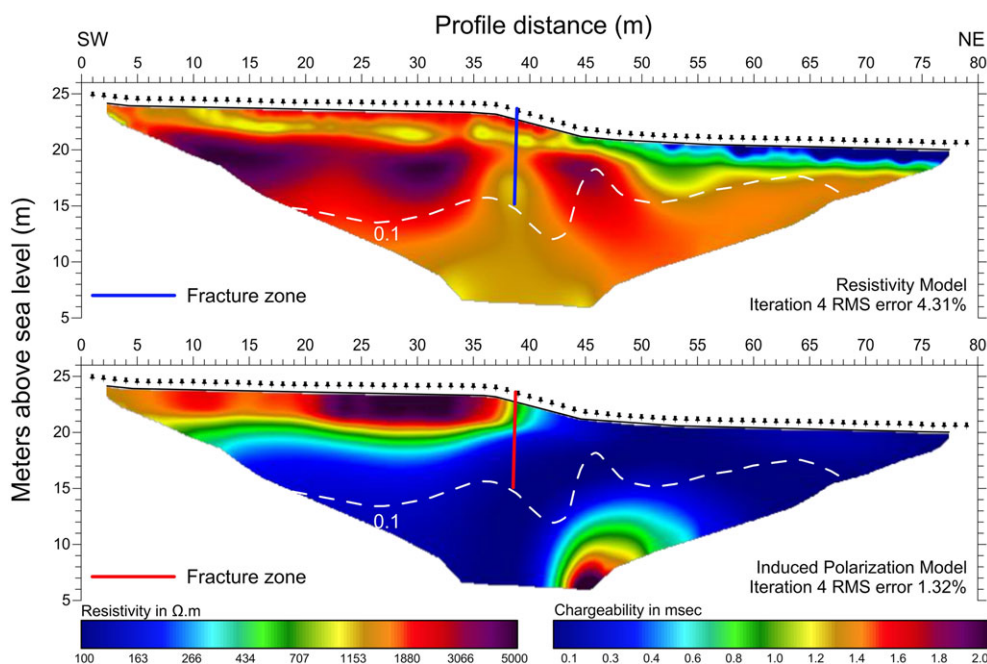 Profile distance (m)
SW NE
0 5 10 15 20 25 30 35 40 45 50 55 60 65 70 75 80
25
20
15
10
5
0.1
Fracture zone
Resistivity Model
Iteration 4 RMS error 4.31%
Meters above sea level (m)
0 5 10 15 20 25 30 35 40 45 50 55 60 65 70 75 80
25
20
15
10
5
0.1
Fracture zone
Induced Polarization Model
Iteration 4 RMS error 1.32%
Resistivity in Ω.m
100 163 266 434 707 1153 1880 3066 5000
Chargeability in msec
0.1 0.3 0.4 0.6 0.8 1.2 1.4 1.6 1.8 2.0